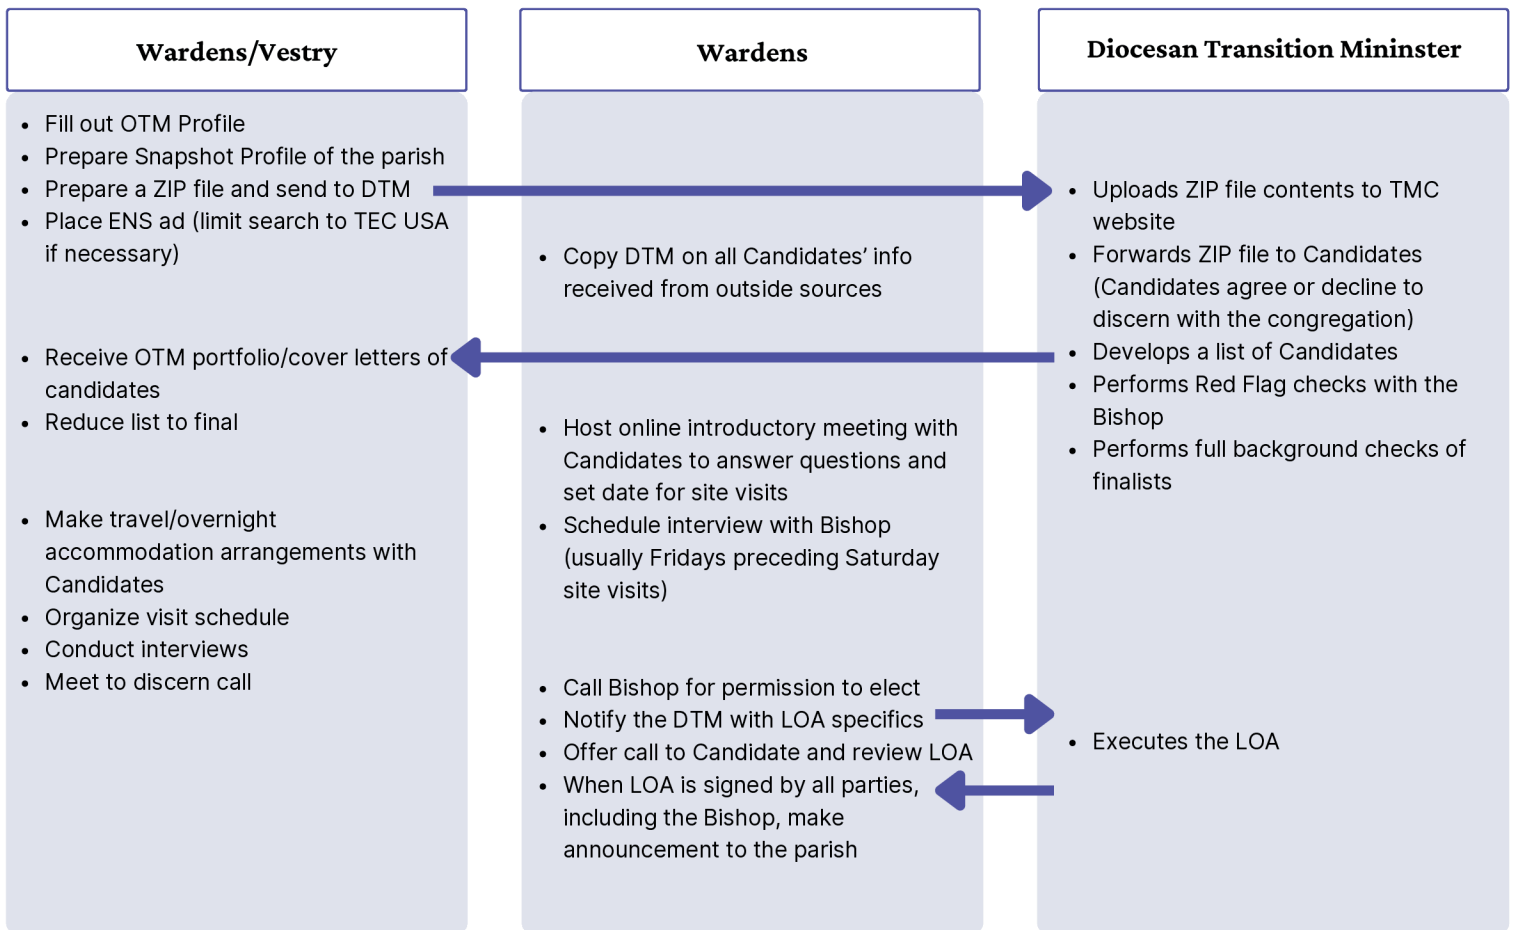 Wardens/Vestry
• Fill out OTM Profile
• Prepare Snapshot Profile of the parish
• Prepare a ZIP file and send to DTM
• Place ENS ad (limit search to TEC USA
if necessary)
• Receive OTM portfolio/cover letters of
candidates
• Reduce list to final
• Make travel/overnight
accommodation arrangements with
Candidates
• Organize visit schedule
• Conduct interviews
• Meet to discern call
Wardens
• Copy DTM on all Candidates’ info
received from outside sources
• Host online introductory meeting with
Candidates to answer questions and
set date for site visits
• Schedule interview with Bishop
(usually Fridays preceding Saturday
site visits)
• Call Bishop for permission to elect
• Notify the DTM with LOA specifics
• Offer call to Candidate and review LOA
• When LOA is signed by all parties,
including the Bishop, make
announcement to the parish
Diocesan Transition Mininster
• Uploads ZIP file contents to TMC
website
• Forwards ZIP file to Candidates
(Candidates agree or decline to
discern with the congregation)
• Develops a list of Candidates
• Performs Red Flag checks with the
Bishop
• Performs full background checks of
finalists
• Executes the LOA